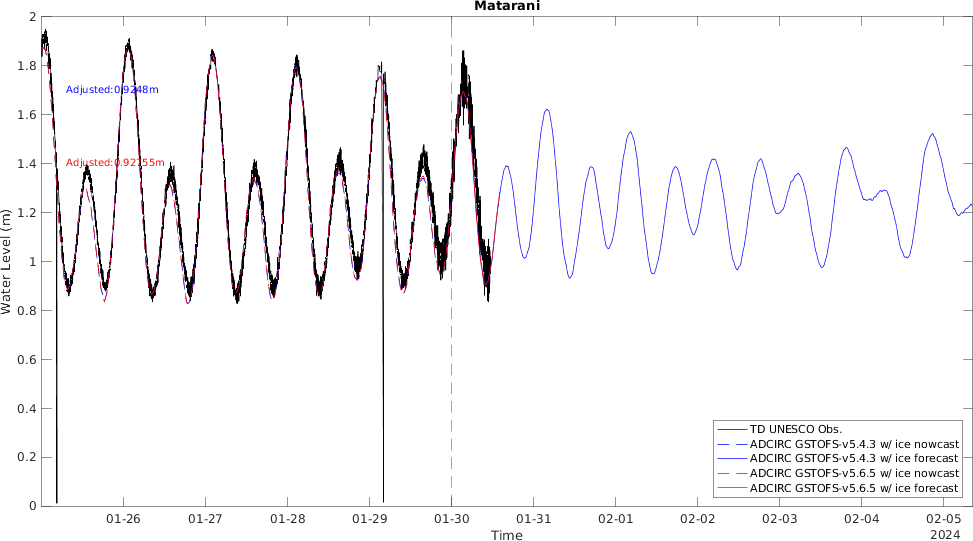 Matarani
Water Level (m)
2
1.8
1.6
1.4
1.2
1
0.8
0.6
0.4
0.2
0
Adjusted:0.9248m
Adjusted:0.92755m
TD UNESCO Obs.
ADCIRC GSTOFS-v5.4.3 w/ ice nowcast
ADCIRC GSTOFS-v5.4.3 w/ ice forecast
ADCIRC GSTOFS-v5.6.5 w/ ice nowcast
ADCIRC GSTOFS-v5.6.5 w/ ice forecast
01-26 01-27 01-28 01-29 01-30 01-31 02-01 02-02 02-03 02-04 02-05
Time
2024